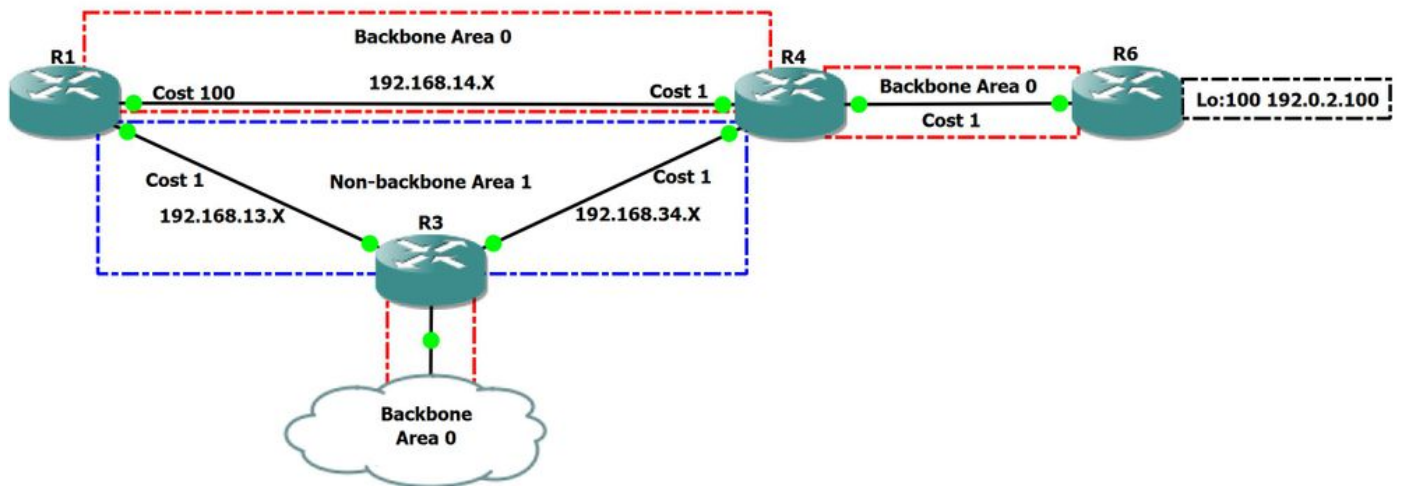 Backbone Area 0
R1
R4
R6
192.168.14.X
Cost 100
Cost 1
Backbone Area 0
Lo:100 192.0.2.100
Cost 1
Cost 1
Non-backbone Area 1
Cost 1
192.168.13.X
R3
192.168.34.X
Backbone
Area 0